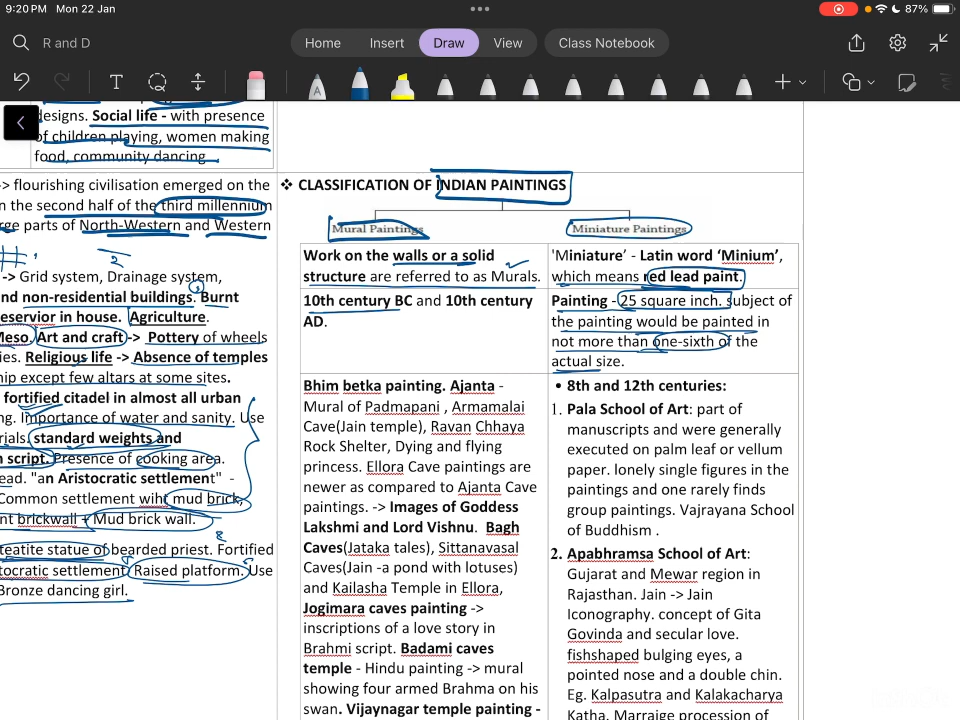 9:20 PM Mon 22 Jan
87%
R and D
Home Insert Draw View Class Notebook
T
A
designs. Social life - with presence
of children playing, women making
food, community dancing
-> flourishing civilisation emerged on the
n the second half of the third millennium
rge parts of North-Western and Western
-> Grid system, Drainage system,
nd non-residential buildings. Burnt
eservior in house. Agriculture.
Meso. Art and craft -> Pottery of wheels
ies. Religious life -> Absence of temples
hip except few altars at some sites.
fortified citadel in almost all urban
ng. Importance of water and sanity. Use
rials. standard weights and
n script. Presence of cooking area.
ead. "an Aristocratic settlement" -
Common settlement wiht mud brick,
nt brickwall + Mud brick wall.
teatite statue of bearded priest. Fortified
tocratic settlement. Raised platform. Use
Bronze dancing girl.
❖ CLASSIFICATION OF INDIAN PAINTINGS
Mural Paintings
Miniature Paintings
Work on the walls or a solid
structure are referred to as Murals.
'Miniature' - Latin word 'Minium',
which means red lead paint.
10th century BC and 10th century
AD.
Painting - 25 square inch. subject of
the painting would be painted in
not more than one-sixth of the
actual size.
Bhim betka painting. Ajanta -
Mural of Padmapani , Armamalai
Cave(Jain temple), Ravan Chhaya
Rock Shelter, Dying and flying
princess. Ellora Cave paintings are
newer as compared to Ajanta Cave
paintings. -> Images of Goddess
Lakshmi and Lord Vishnu. Bagh
Caves(Jataka tales), Sittanavasal
Caves(Jain -a pond with lotuses)
and Kailasha Temple in Ellora,
Jogimara caves painting ->
inscriptions of a love story in
Brahmi script. Badami caves
temple - Hindu painting -> mural
showing four armed Brahma on his
swan. Vijaynagar temple painting -
• 8th and 12th centuries:
1. Pala School of Art: part of
manuscripts and were generally
executed on palm leaf or vellum
paper. lonely single figures in the
paintings and one rarely finds
group paintings. Vajrayana School
of Buddhism .
2. Apabhramsa School of Art:
Gujarat and Mewar region in
Rajasthan. Jain -> Jain
Iconography. concept of Gita
Govinda and secular love.
fishshaped bulging eyes, a
pointed nose and a double chin.
Eg. Kalpasutra and Kalakacharya
Katha. Marraige procession of